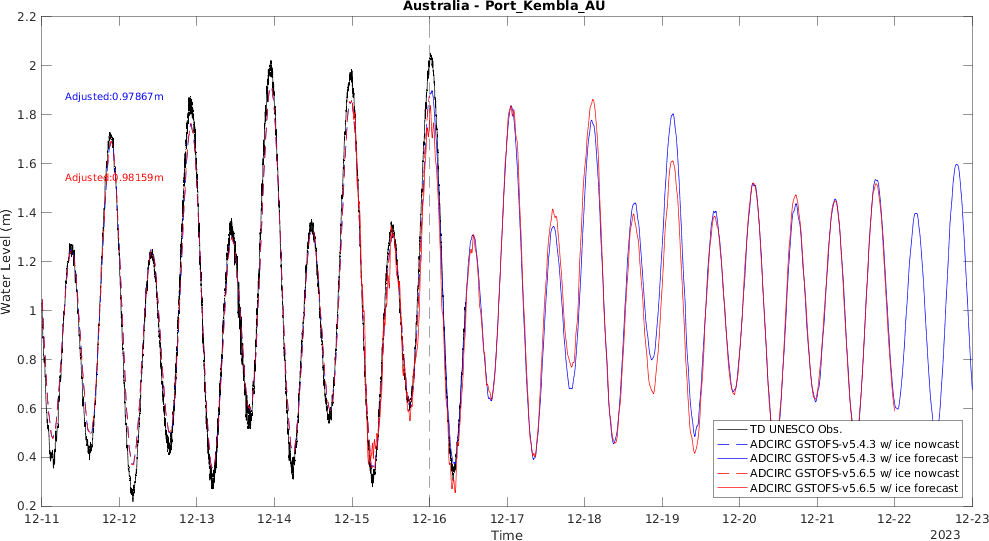 Australia - Port_Kembla_AU
2.2
2
1.8
1.6
1.4
1.2
1
0.8
0.6
0.4
0.2
Water Level (m)
Adjusted:0.97867m
Adjusted:0.98159m
TD UNESCO Obs.
ADCIRC GSTOFS-v5.4.3 w/ ice nowcast
ADCIRC GSTOFS-v5.4.3 w/ ice forecast
ADCIRC GSTOFS-v5.6.5 w/ ice nowcast
ADCIRC GSTOFS-v5.6.5 w/ ice forecast
12-11 12-12 12-13 12-14 12-15 12-16 12-17 12-18 12-19 12-20 12-21 12-22 12-23
Time
2023